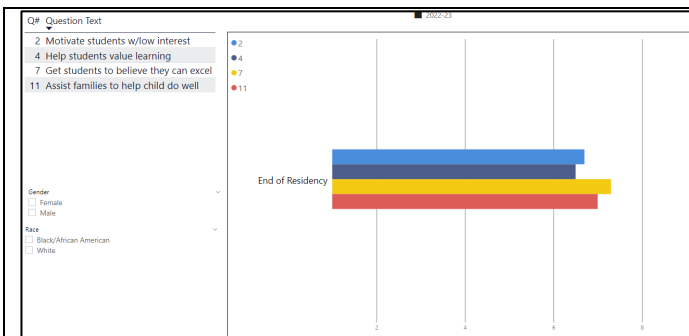 Q# Question Text
2 Motivate students w/low interest
4 Help students value learning
7 Get students to believe they can excel
11 Assist families to help child do well
2022-23
2
4
7
11
End of Residency
Gender
Female
Male
Race
Black/African American
White
2 4 6 8